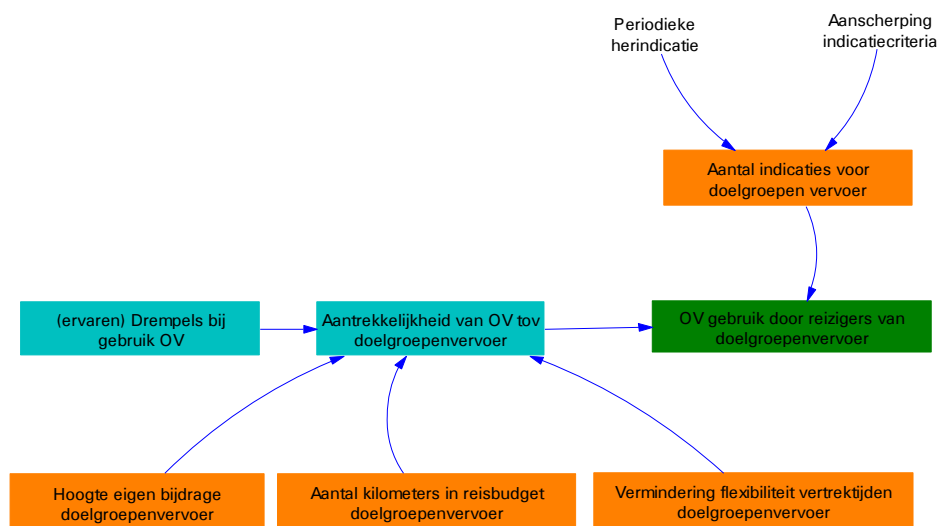 Periodieke
herindicatie
Aanscherping
indicatiecriteria
Aantal indicaties voor
doelgroepen vervoer
(ervaren) Drempels bij
gebruik OV
Aantrekkelijkheid van OV tov
doelgroepenvervoer
OV gebruik door reizigers van
doelgroepenvervoer
Hoogte eigen bijdrage
doelgroepenvervoer
Aantal kilometers in reisbudget
doelgroepenvervoer
Vermindering flexibiliteit vertrektijden
doelgroepenvervoer